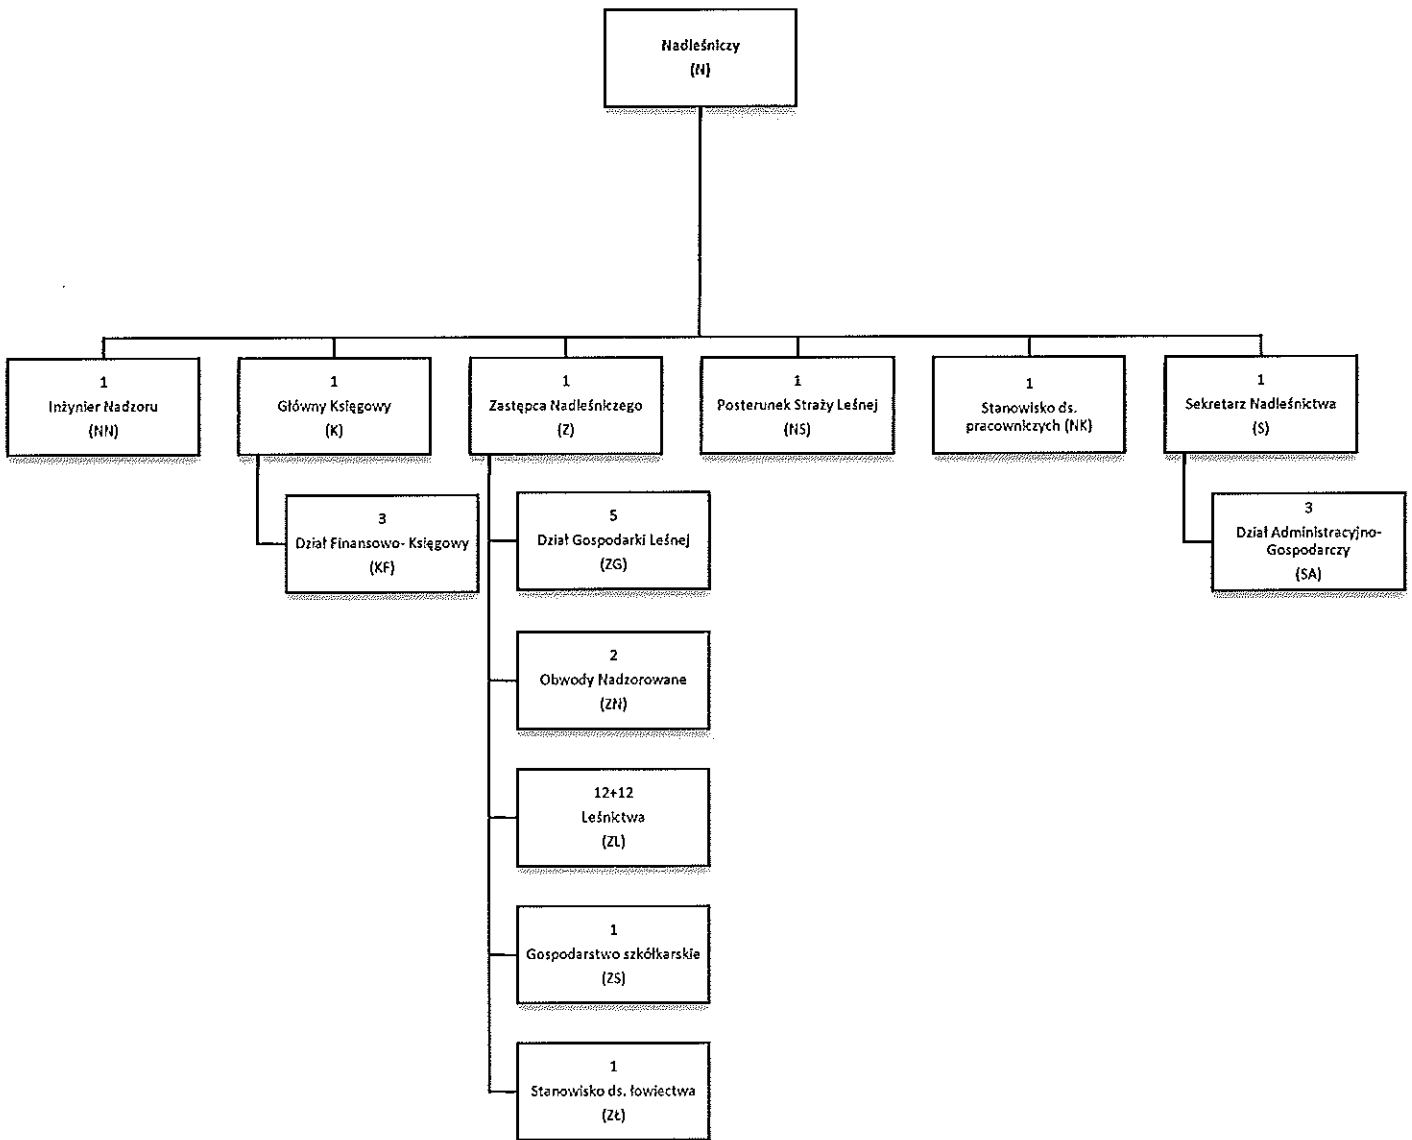 Nadleśniczy
(N)
1
Inżynier Nadzoru
(NN)
1
Główny Księgowy
(K)
1
Zastępca Nadleśniczego
(Z)
1
Posterunek Straży Leśnej
(NS)
1
Stanowisko ds.
pracowniczych (NK)
1
Sekretarz Nadleśnictwa
(S)
3
Dział Finansowo- Księgowy
(KF)
5
Dział Gospodarki Leśnej
(ZG)
3
Dział Administracyjno-
Gospodarczy
(SA)
2
Obwody Nadzorowane
(ZN)
12+12
Leśnictwa
(ZL)
1
Gospodarstwo szkółkarskie
(ZS)
1
Stanowisko ds. łowiectwa
(ZŁ)